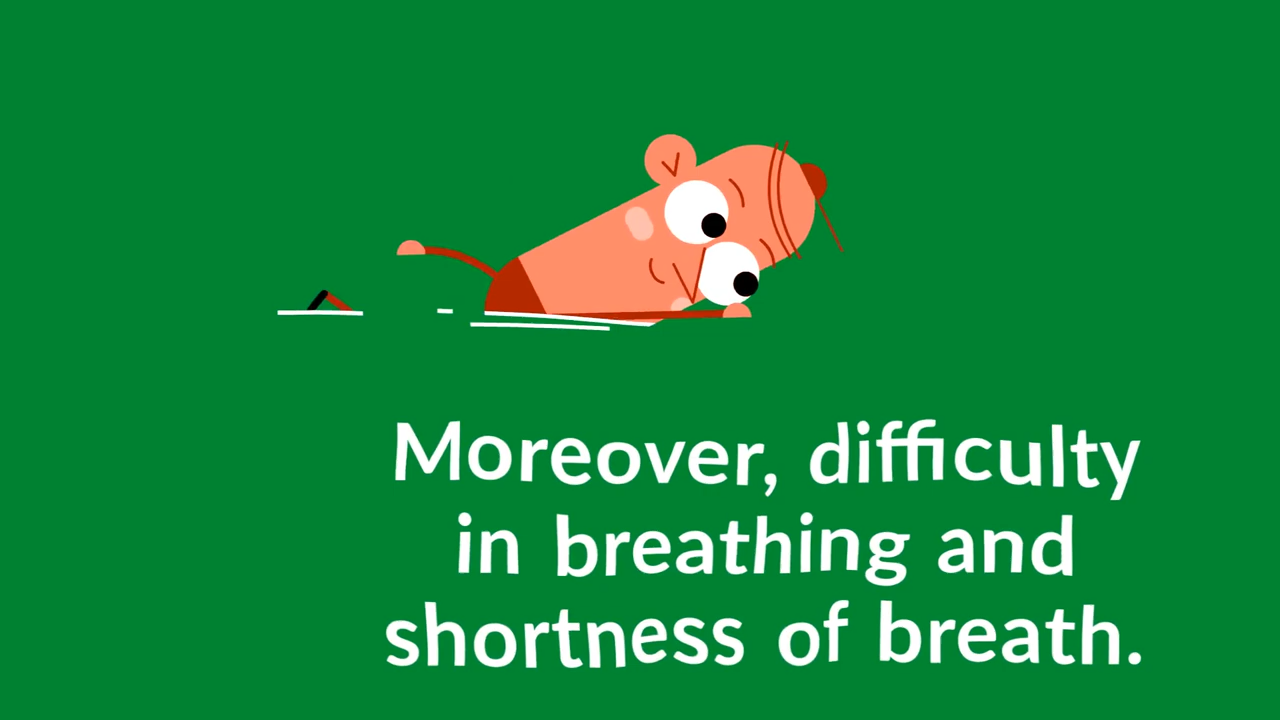 Moreover, difficulty
in breathing and
shortness of breath.